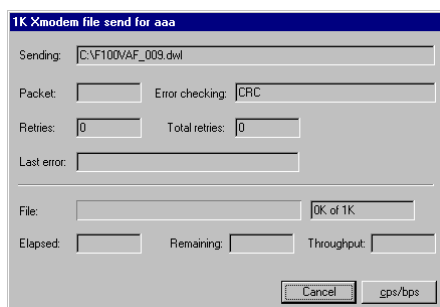 1K Xmodem file send for aaa
Sending: C:\F100VAF_009.dwl
Packet: Error checking: CRC
Retries: 0 Total retries: 0
Last error:
File: 0K of 1K
Elapsed: Remaining: Throughput:
Cancel cps/bps